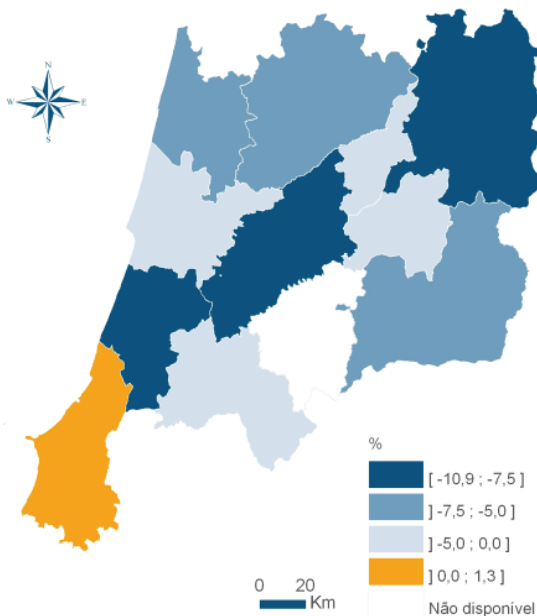 N
W E
S
%
[ -10,9 ; -7,5 ]
] -7,5 ; -5,0 ]
] -5,0 ; 0,0 ]
] 0,0 ; 1,3 ]
Não disponível
0 20
Km